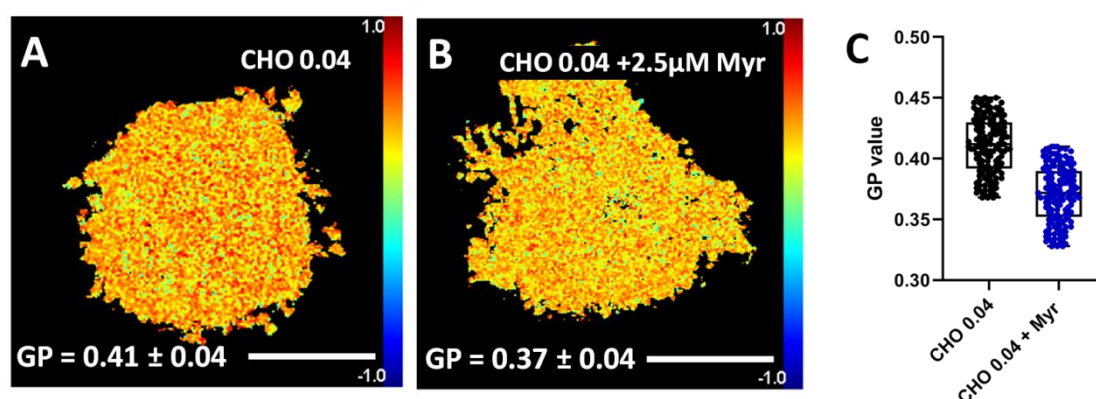 A
CHO 0.04
1.0
GP = 0.41 ± 0.04
-1.0
B
CHO 0.04 +2.5μM Myr
1.0
GP = 0.37 ± 0.04
-1.0
C
GP value
0.50
0.45
0.40
0.35
0.30
CHO 0.04
CHO 0.04 + Myr